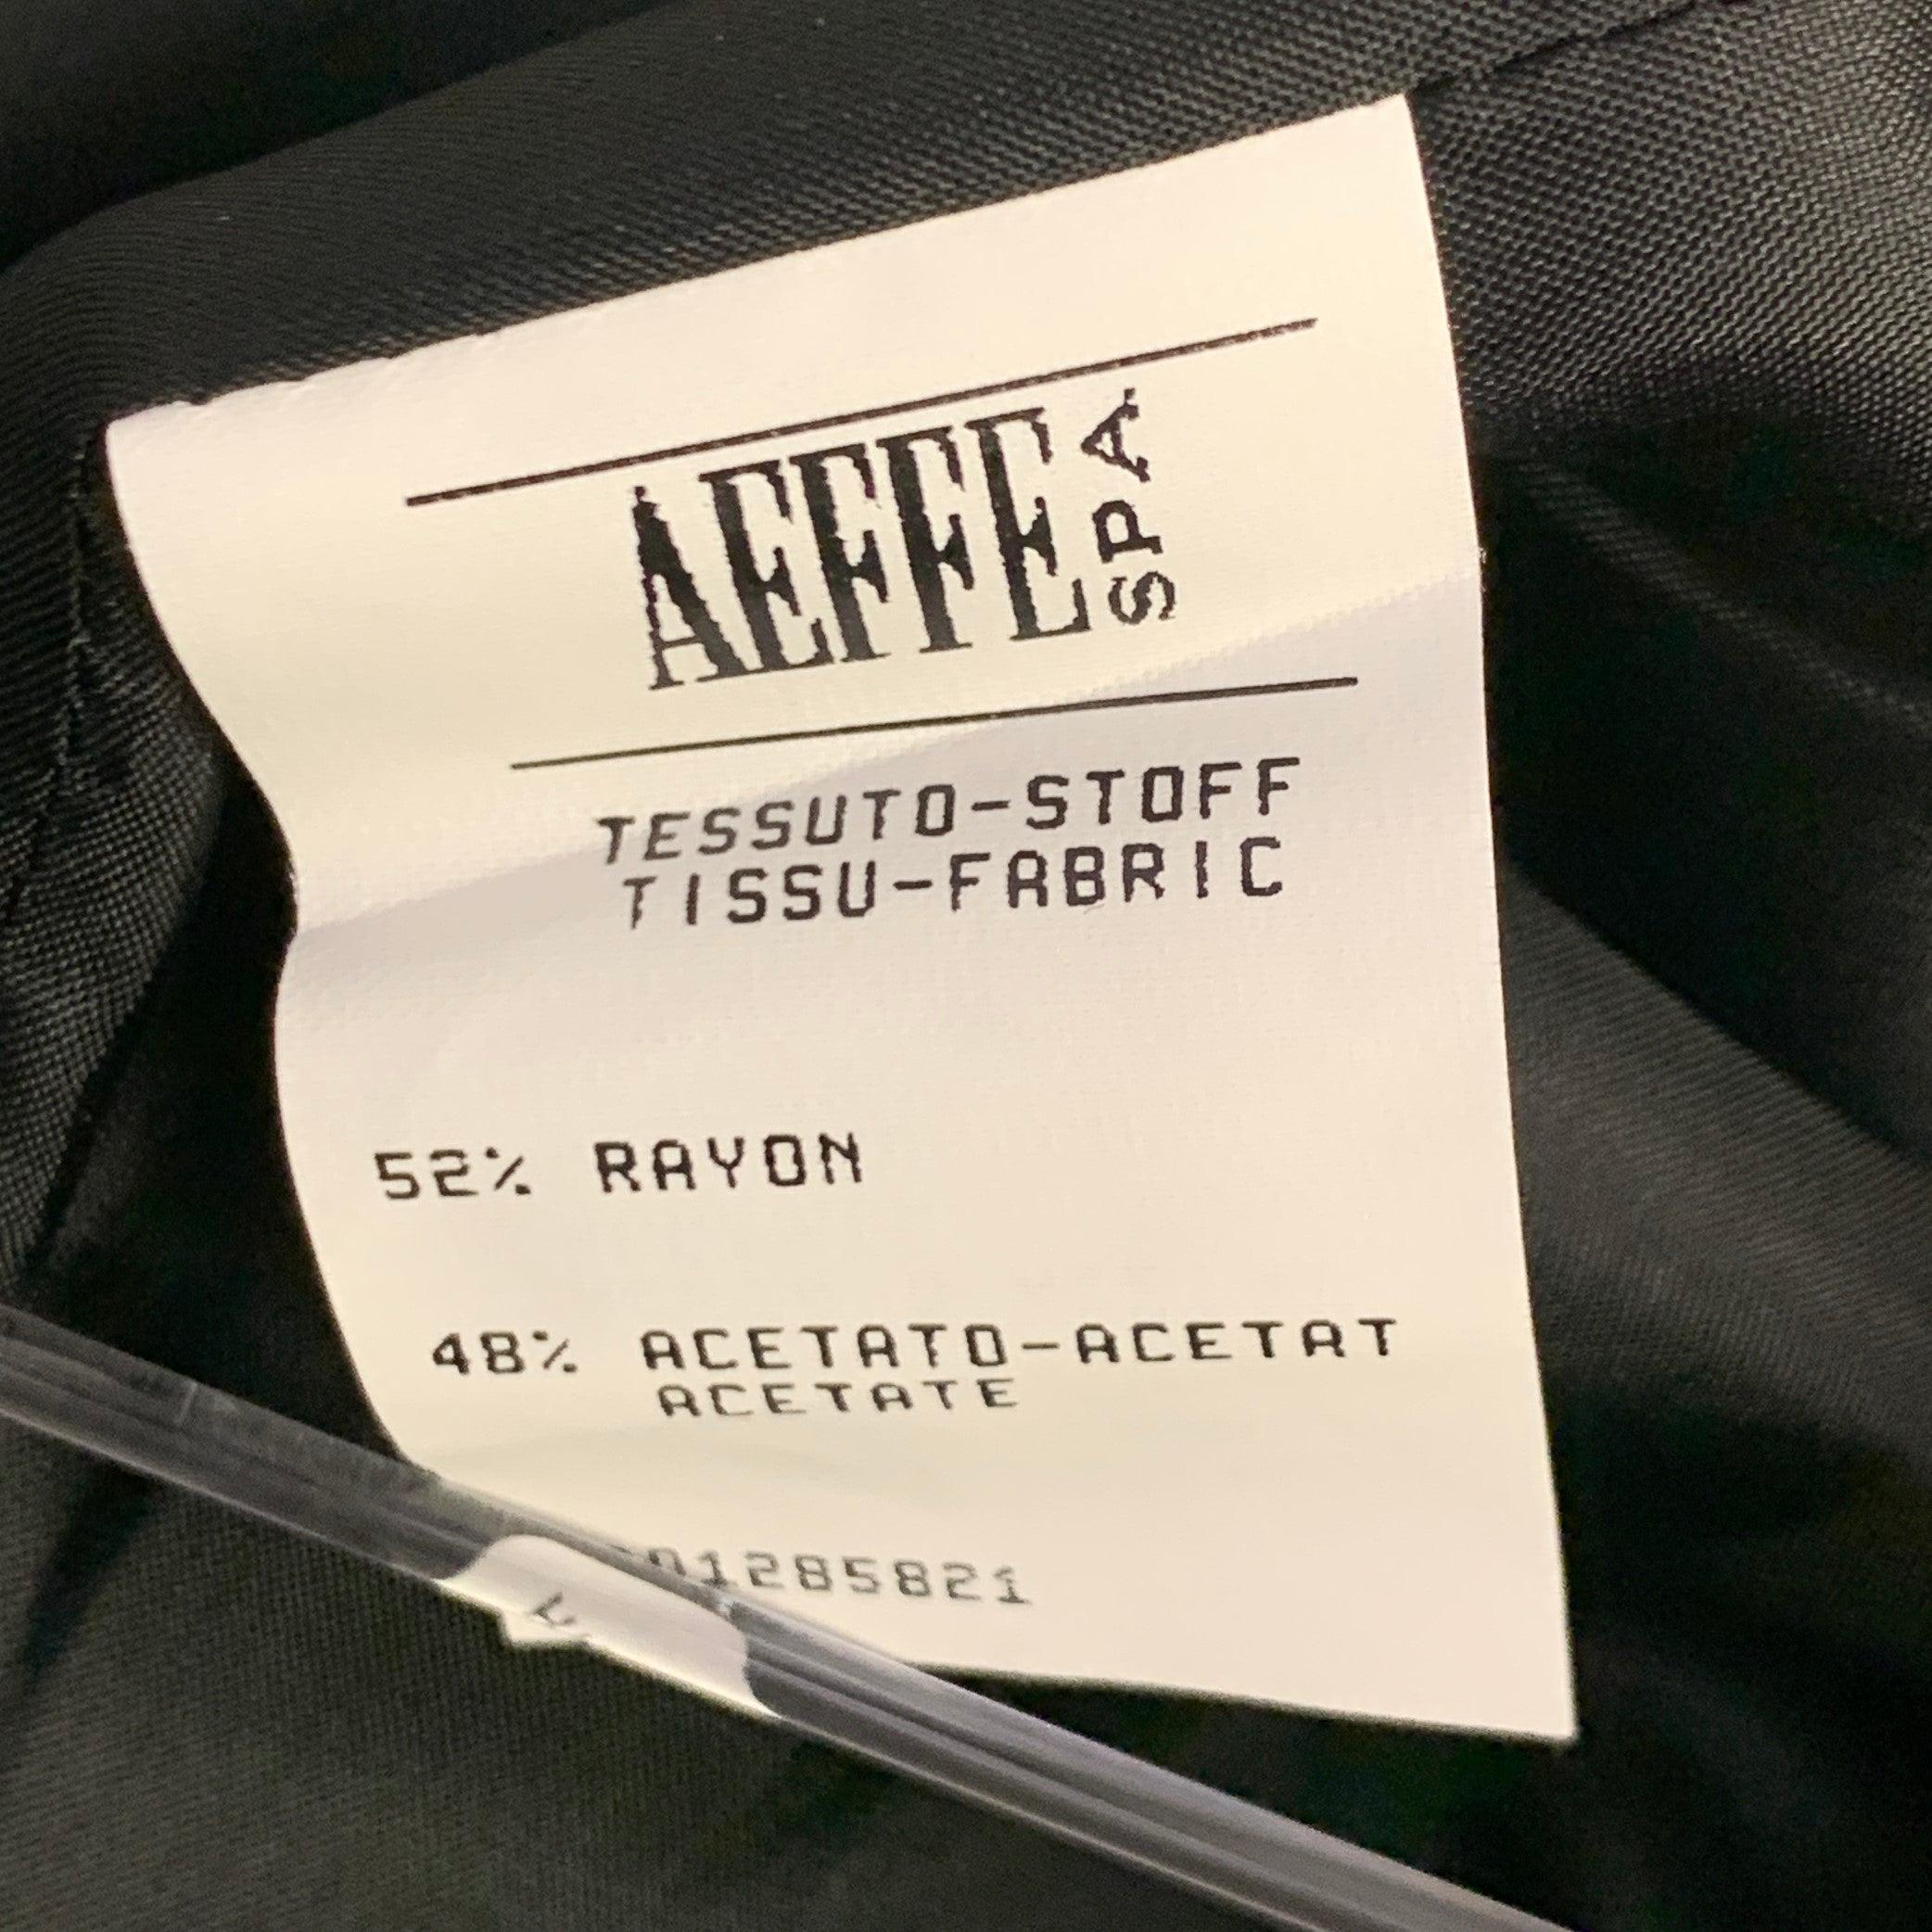 AEFFE SPA
TESSUTO-STOFF
TISSU-FABRIC
52% RAYON
48% ACETATO-ACETAT
ACETATE